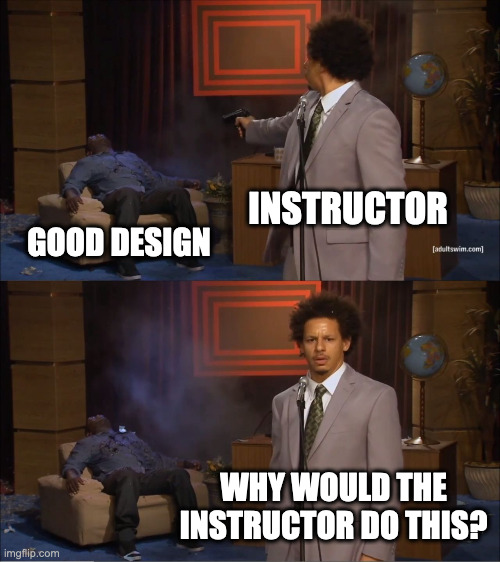 INSTRUCTOR
GOOD DESIGN
[adultswim.com]
WHY WOULD THE
INSTRUCTOR DO THIS?
imgflip.com